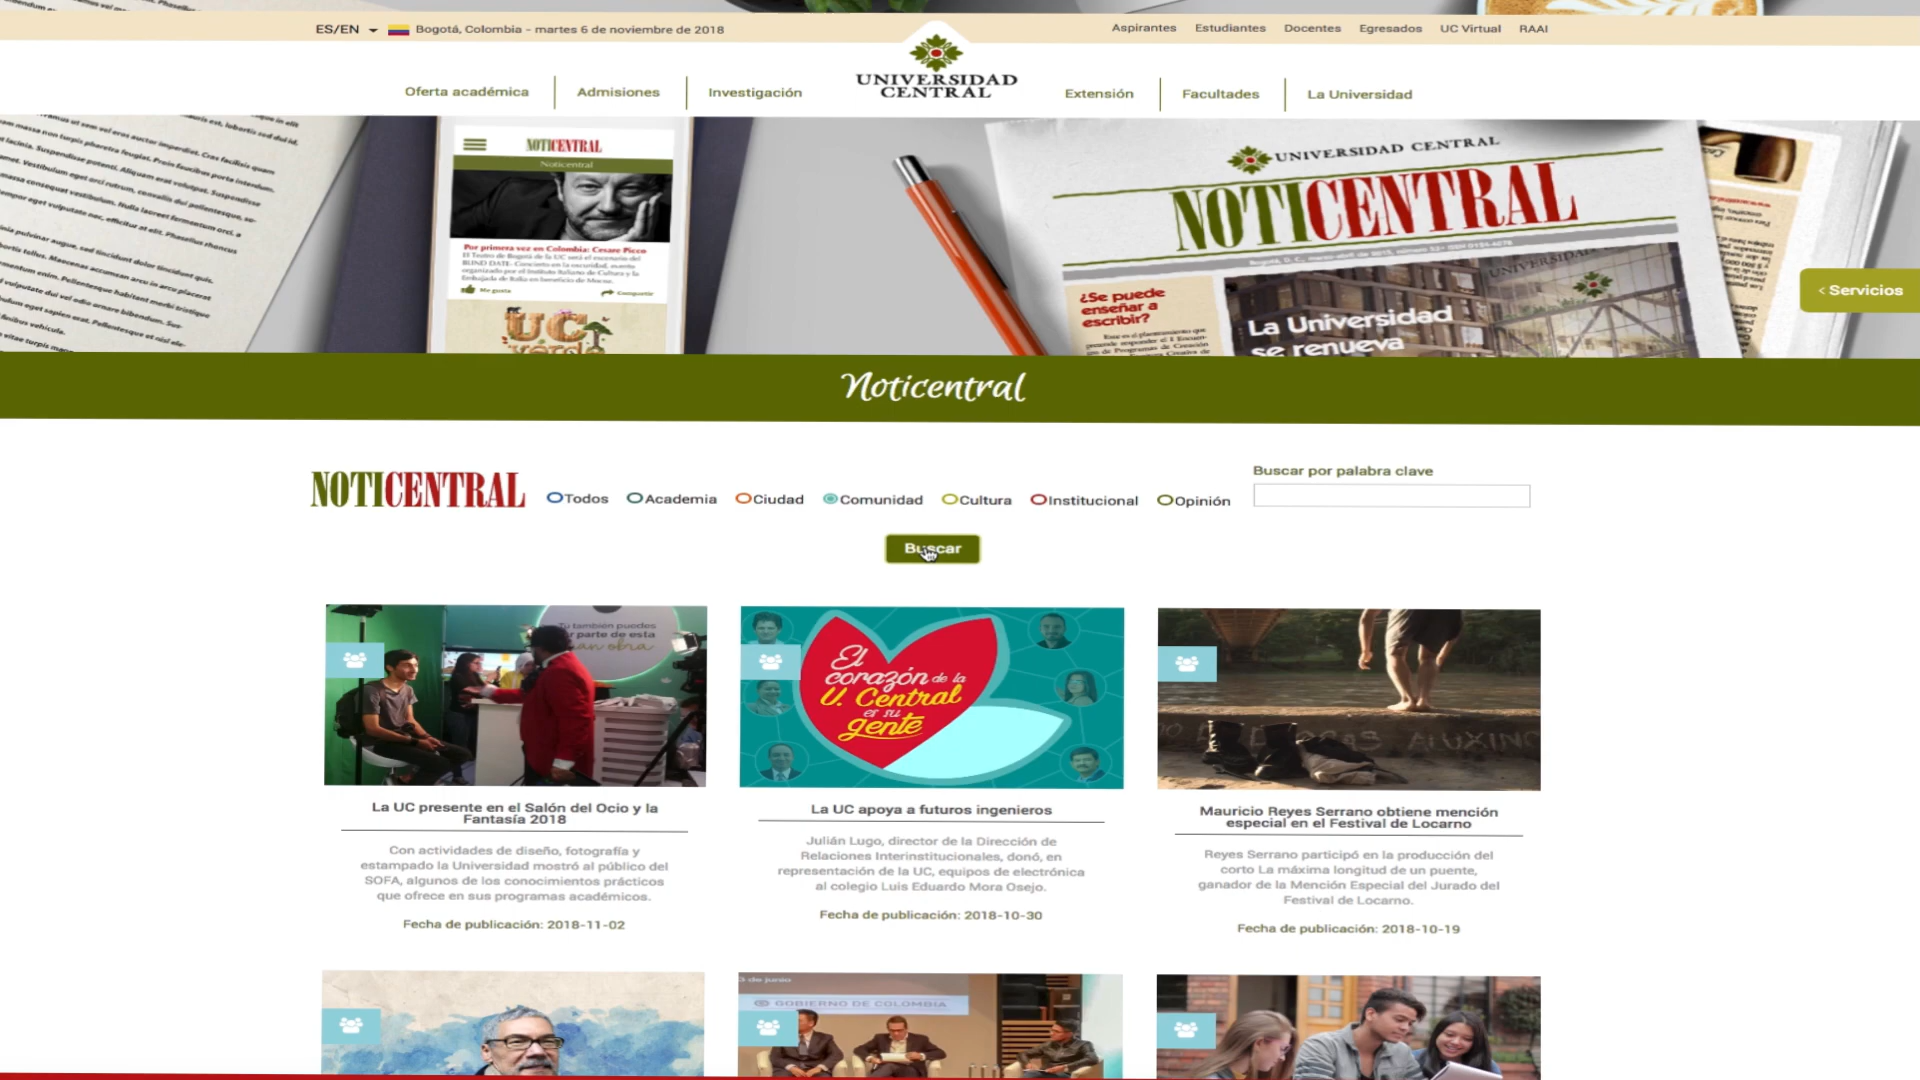 ES/EN
Bogotá, Colombia - martes 6 de noviembre de 2018
Aspirantes Estudiantes Docentes Egresados UC Virtual RAAI
Oferta académica
Admisiones
Investigación
UNIVERSIDAD
CENTRAL
Extensión
Facultades
La Universidad
NOTICENTRAL
Noticentral
Por primera vez en Colombia: Cesare Picco
El Teatro de Bogotá de la UC será el escenario del
BLIND DATE- Concierto en la oscuridad, evento
organizado por el Instituto Italiano de Cultura y la
Embajada de Italia en beneficio de
Me gusta
Compartir
UC
verde
UNIVERSIDAD CENTRAL
NOTICENTRAL
¿Se puede
enseñar a
escribir?
UNIVERSIDAD
La Universidad
se renueva
< Servicios
Noticentral
NOTICENTRAL
Todos Academia Ciudad Comunidad Cultura Institucional Opinión
Buscar por palabra clave
Buscar
Tú también puedes
r parte de esta
an obra
El
corazón de la
U. Central
es su
gente
La UC presente en el Salón del Ocio y la
Fantasía 2018
Con actividades de diseño, fotografía y
estampado la Universidad mostró al público del
SOFA, algunos de los conocimientos prácticos
que ofrece en sus programas académicos.
Fecha de publicación: 2018-11-02
La UC apoya a futuros ingenieros
Julián Lugo, director de la Dirección de
Relaciones Interinstitucionales, donó, en
representación de la UC, equipos de electrónica
al colegio Luis Eduardo Mora Osejo.
Fecha de publicación: 2018-10-30
Mauricio Reyes Serrano obtiene mención
especial en el Festival de Locarno
Reyes Serrano participó en la producción del
corto La máxima longitud de un puente,
ganador de la Mención Especial del Jurado del
Festival de Locarno.
Fecha de publicación: 2018-10-19
de junio
GOBIERNO DE COLOMBIA